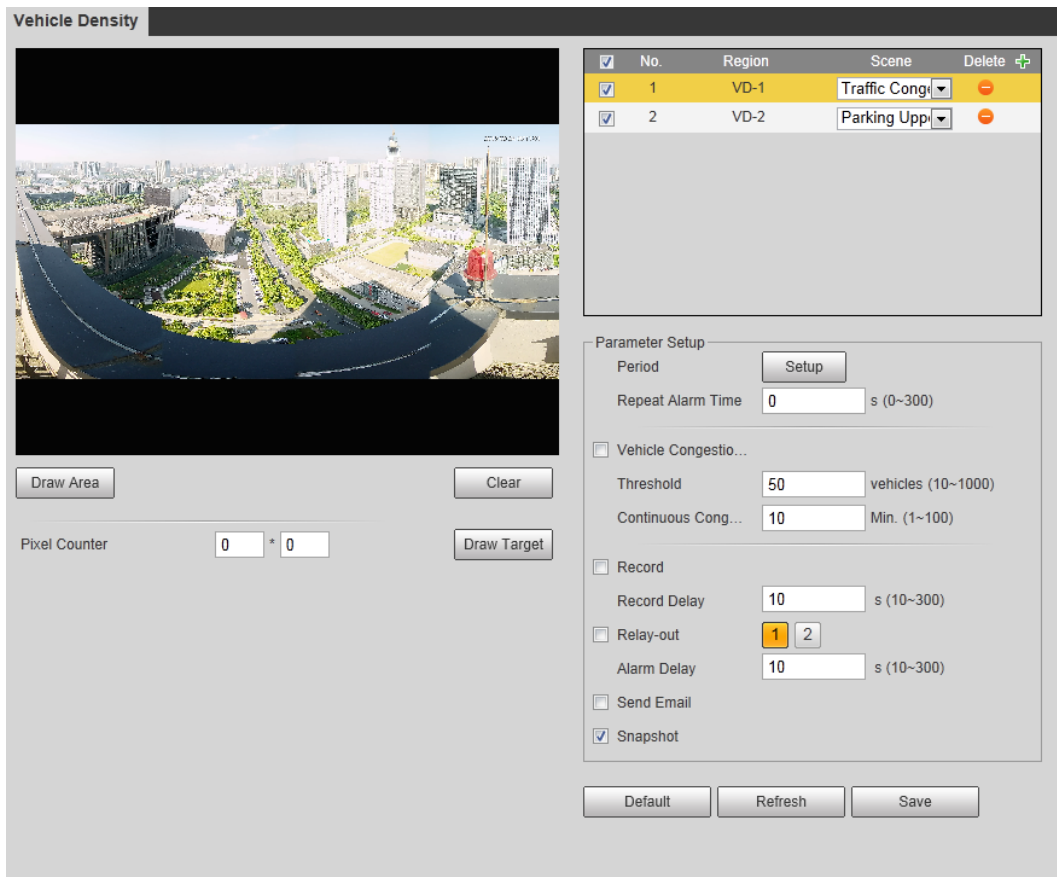 Vehicle Density
No. Region Scene Delete
1 VD-1 Traffic Conge
2 VD-2 Parking Upp
Draw Area Clear
Pixel Counter 0 * 0 Draw Target
Parameter Setup
Period Setup
Repeat Alarm Time 0 s (0~300)
Vehicle Congestio...
Threshold 50 vehicles (10~1000)
Continuous Cong... 10 Min. (1~100)
Record
Record Delay 10 s (10~300)
Relay-out 1 2
Alarm Delay 10 s (10~300)
Send Email
Snapshot
Default Refresh Save